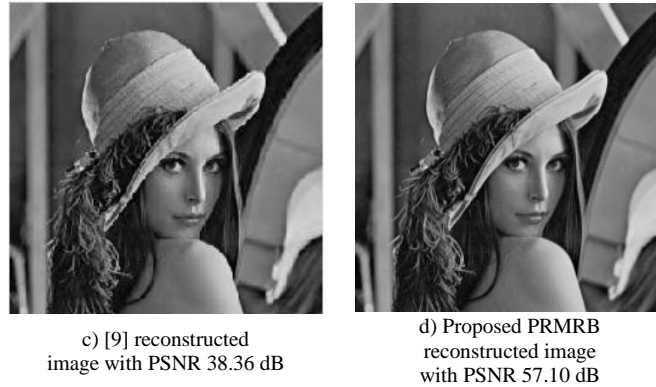 c) [9] reconstructed
image with PSNR 38.36 dB
d) Proposed PRMRB
reconstructed image
with PSNR 57.10 dB